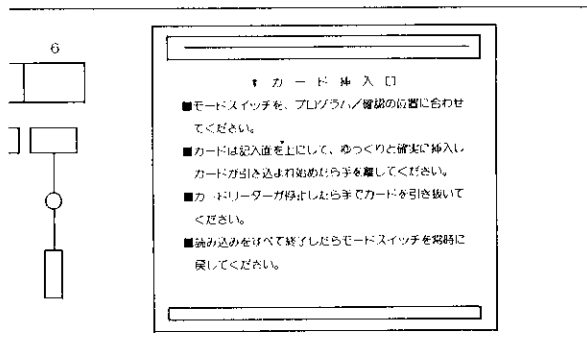 6
カード挿入口
■モードスイッチを、プログラム/確認の位置に合わせ
てください。
■カードは記入面を上にして、ゆっくりと確実に挿入し
カードが引き込まれ始めたら手を離してください。
■カードリーダーが停止したら手でカードを引き抜いて
ください。
■読み込みをすべて終了したらモードスイッチを常時に
戻してください。